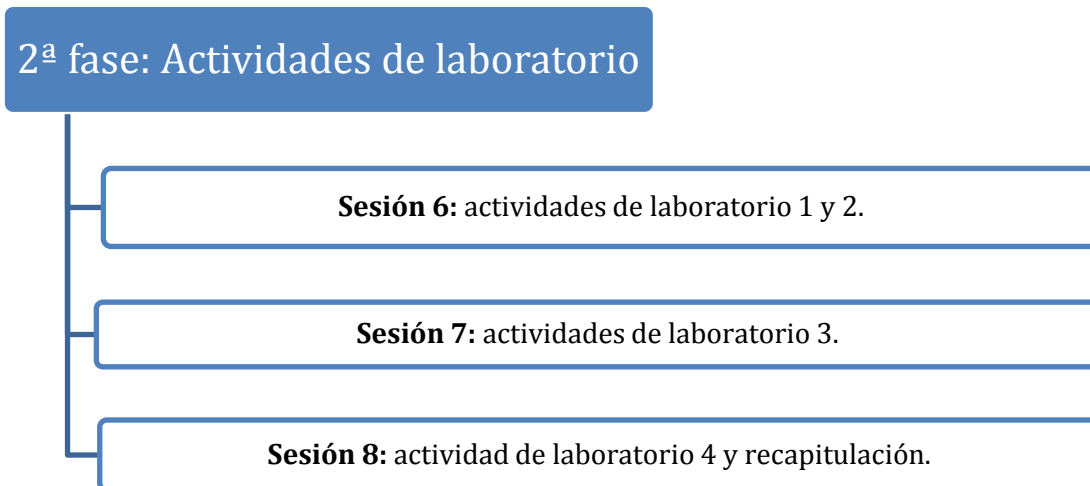 2ª fase: Actividades de laboratorio
Sesión 6: actividades de laboratorio 1 y 2.
Sesión 7: actividades de laboratorio 3.
Sesión 8: actividad de laboratorio 4 y recapitulación.